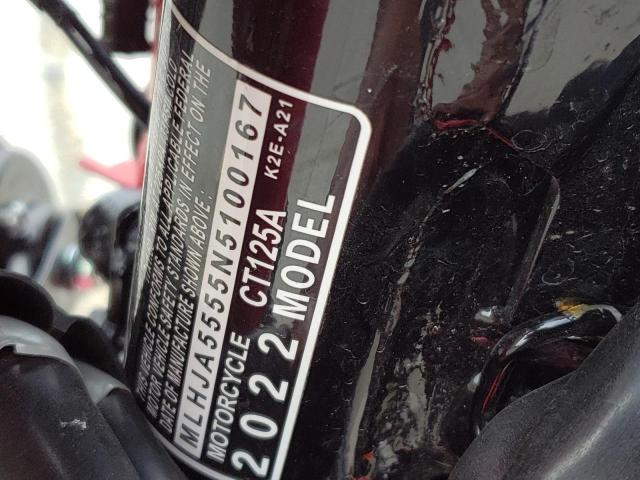 VEHICLE CONFORMS TO ALL APPLICABLE FEDERAL
MOTOR VEHICLE SAFETY STANDARDS IN EFFECT ON THE
DATE OF MANUFACTURE SHOWN ABOVE:
MLHJA5555N5100167
MOTORCYCLE CT125A K2E-A21
2022 MODEL